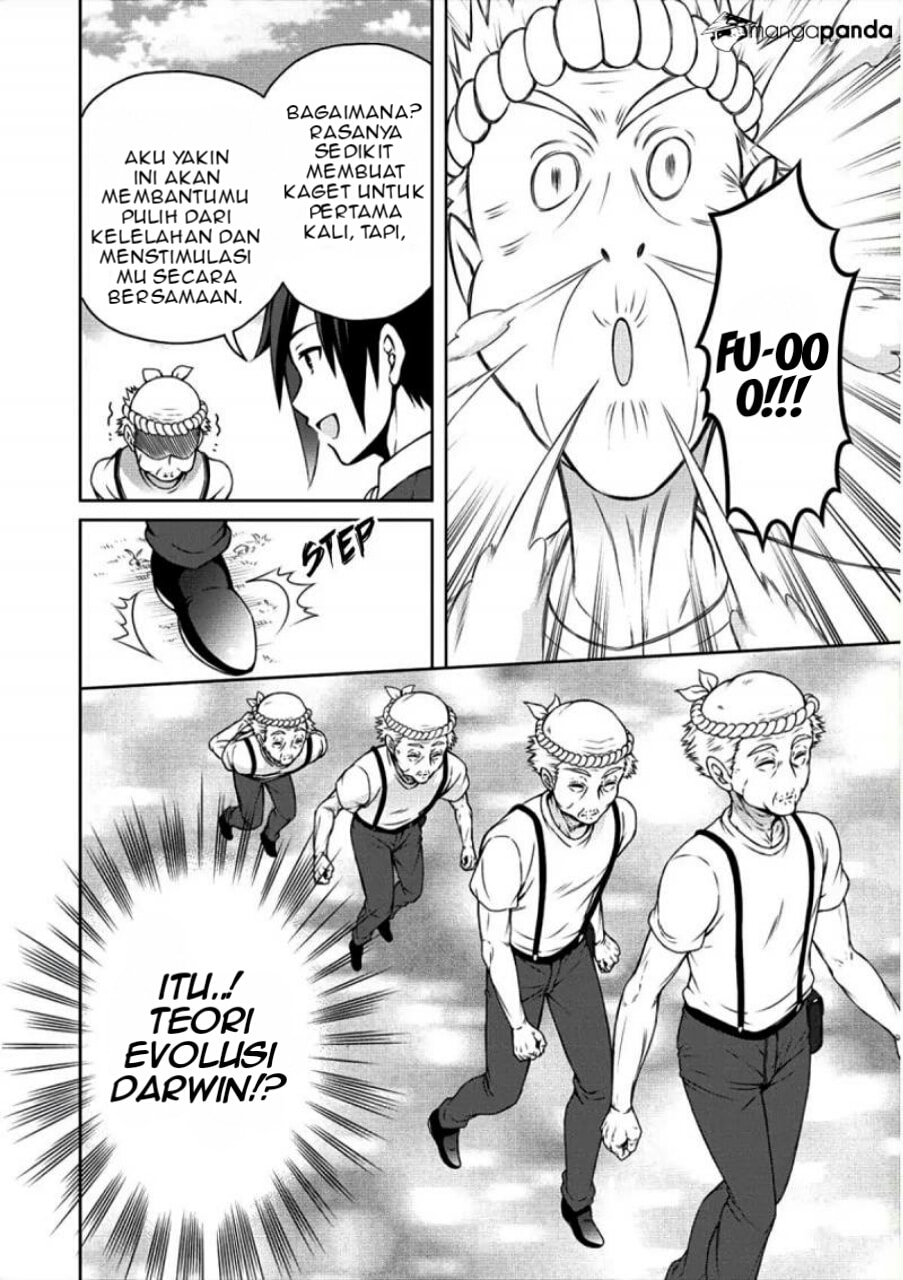 mangapanda
FU-OO
O!!!
BAGAIMANA?
RASANYA
SEDIKIT
MEMBUAT
KAGET UNTUK
PERTAMA
KALI, TAPI,
AKU YAKIN
INI AKAN
MEMBANTUMU
PULIH DARI
KELELAHAN DAN
MENSTIMULASI
MU SECARA
BERSAMAAN.
STEP
ITU..!
TEORI
EVOLUSI
DARWIN!?